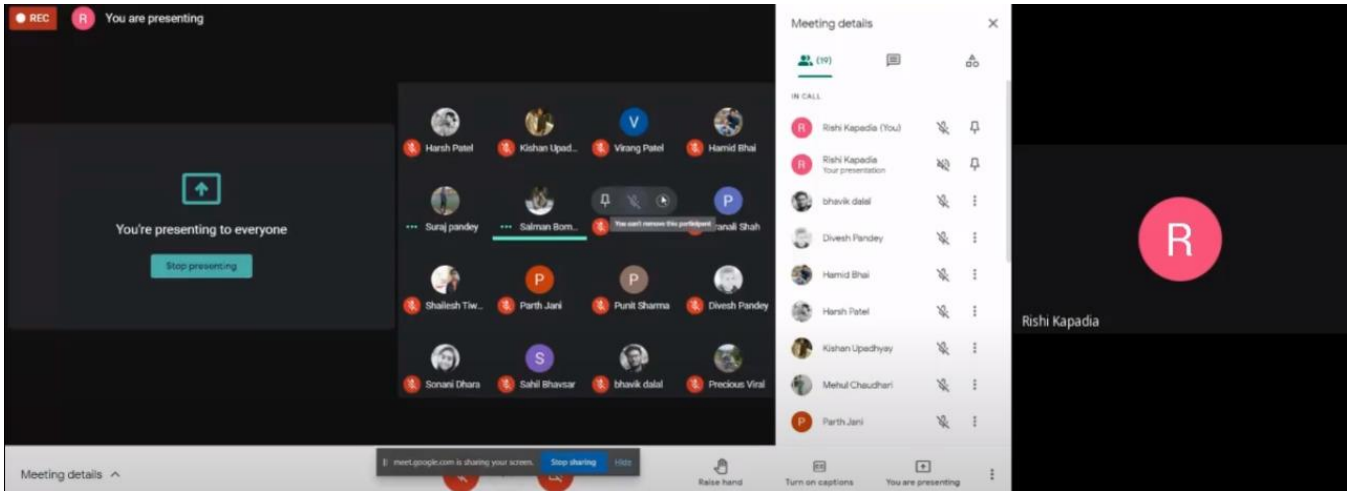 REC
R You are presenting
You're presenting to everyone
Stop presenting
Harsh Patel
Kishan Upad...
V
Virang Patel
Hamid Bhai
Suraj pandey
Salman Bom...
You can't remove this participant
P
ranali Shah
Shailesh Tiw...
P
Parth Jani
P
Punit Sharma
Divesh Pandey
Sonani Dhara
S
Sahil Bhavsar
bhavik dalal
Precious Viral
Meeting details
(19)
IN CALL
R Rishi Kapadia (You)
R Rishi Kapadia
Your presentation
bhavik dalal
Divesh Pandey
Hamid Bhai
Harsh Patel
Kishan Upadhyay
Mehul Chaudhari
P Parth Jani
R
Rishi Kapadia
Meeting details
meet.google.com is sharing your screen. Stop sharing Hide
Raise hand
CC
Turn on captions
You are presenting